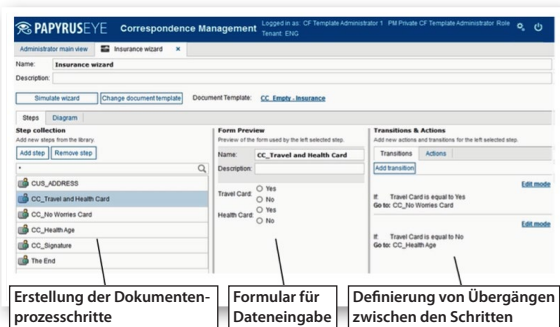 PAPYRUSEYE Correspondence Management
Logged in as: CF Template Administrator 1 PM Private CF Template Administrator Role
Tenant: ENG
Administrator main view Insurance wizard ×
Name: Insurance wizard
Description:
Simulate wizard Change document template Document Template: CC_Empty_-Insurance
Steps Diagram
Step collection
Add new steps from the library.
Add step Remove step
*
CUS_ADDRESS
CC_Travel and Health Card
CC_No Worries Card
CC_Health Age
CC_Signature
The End
Form Preview
Preview of the form used by the left selected step.
Name: CC_Travel and Health Card
Description:
Travel Card: Yes
No
Health Card: Yes
No
Transitions & Actions
Add new actions and transitions for the left selected step.
Transitions Actions
Add transition
Edit mode
If: Travel Card is equal to Yes
Go to: CC_No Worries Card
Edit mode
If: Travel Card is equal to No
Go to: CC_Health Age
Erstellung der Dokumenten-
prozessschritte
Formular für
Dateneingabe
Definierung von Übergängen
zwischen den Schritten